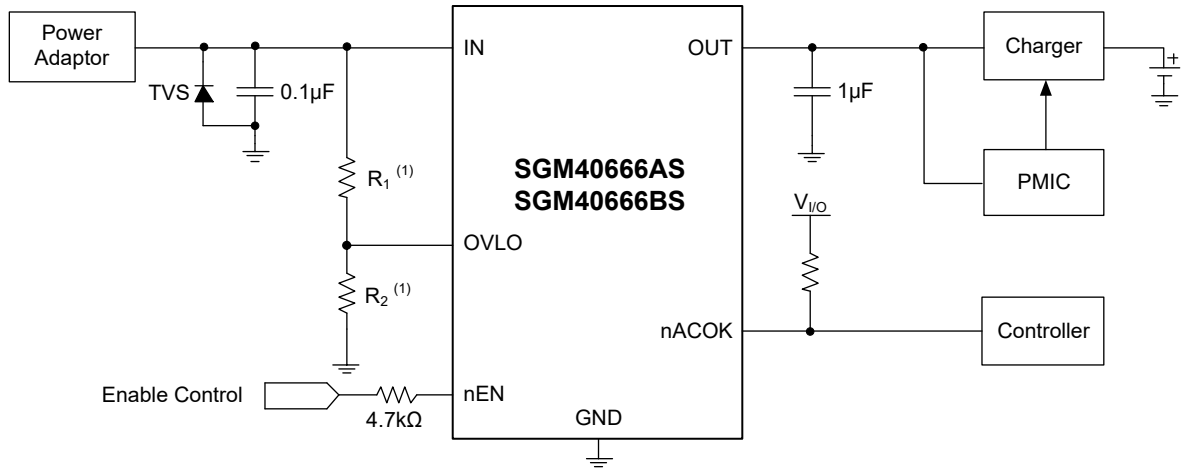 Power
Adaptor
IN
OUT
Charger
+
TVS
0.1µF
1µF
R1 (1)
SGM40666AS
SGM40666BS
PMIC
VI/O
OVLO
R2 (1)
nACOK
Controller
Enable Control
nEN
4.7kΩ
GND